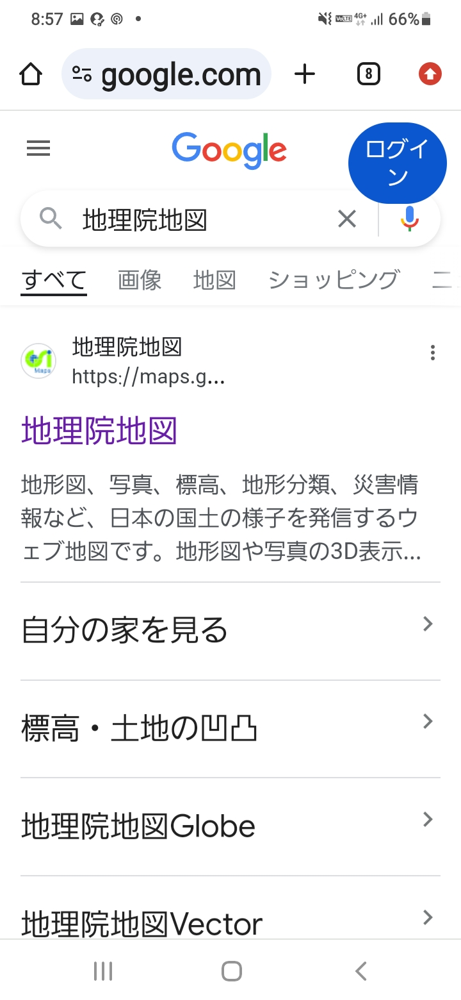 8:57 VoLTE 4G+ 66%
google.com 8
Google
ログイ
ン
地理院地図
すべて 画像 地図 ショッピング ニュ
地理院地図
Maps
https://maps.g...
地理院地図
地形図、写真、標高、地形分類、災害情
報など、日本の国土の様子を発信するウ
ェブ地図です。地形図や写真の3D表示...
自分の家を見る
標高・土地の凹凸
地理院地図Globe
地理院地図Vector